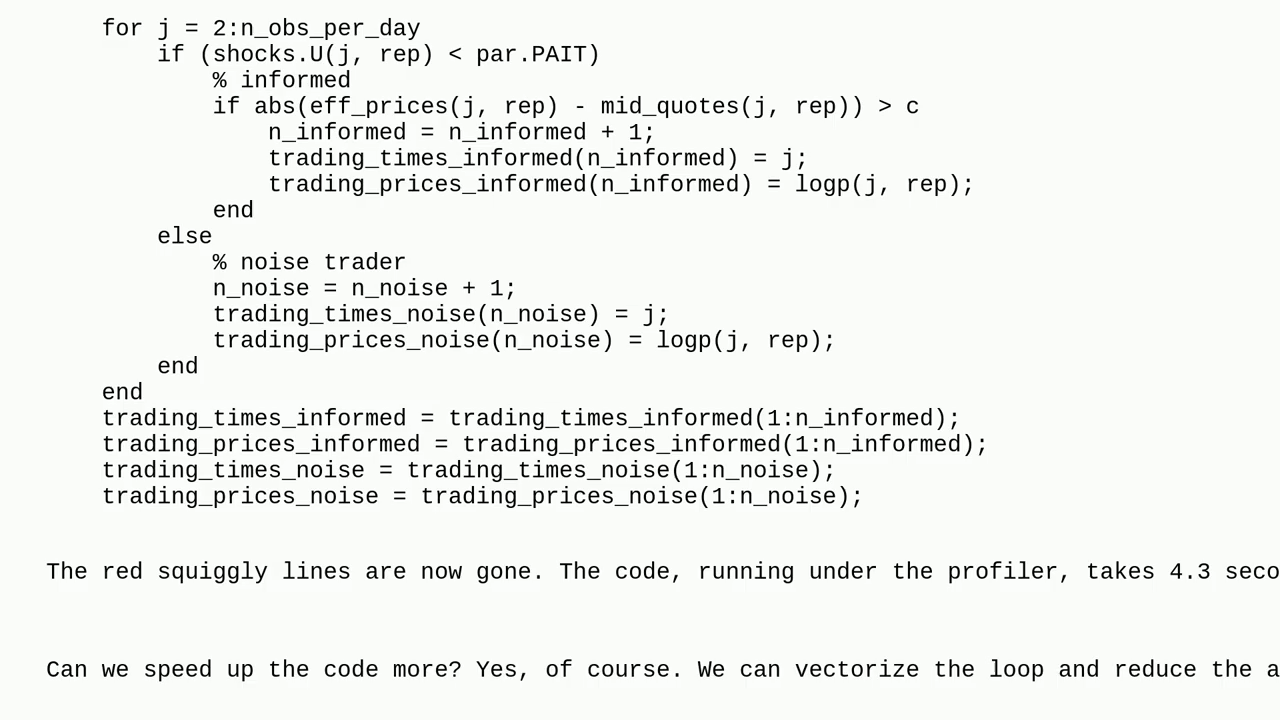 for j = 2:n_obs_per_day
if (shocks.U(j, rep) < par.PAIT)
% informed
if abs(eff_prices(j, rep) - mid_quotes(j, rep)) > c
n_informed = n_informed + 1;
trading_times_informed(n_informed) = j;
trading_prices_informed(n_informed) = logp(j, rep);
end
else
% noise trader
n_noise = n_noise + 1;
trading_times_noise(n_noise) = j;
trading_prices_noise(n_noise) = logp(j, rep);
end
end
trading_times_informed = trading_times_informed(1:n_informed);
trading_prices_informed = trading_prices_informed(1:n_informed);
trading_times_noise = trading_times_noise(1:n_noise);
trading_prices_noise = trading_prices_noise(1:n_noise);
The red squiggly lines are now gone. The code, running under the profiler, takes 4.3 seco
Can we speed up the code more? Yes, of course. We can vectorize the loop and reduce the a